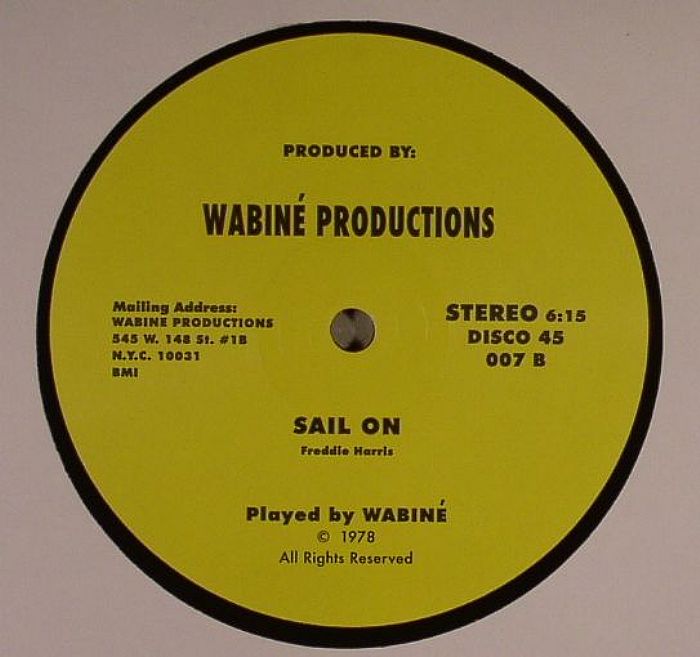 PRODUCED BY:
WABINÉ PRODUCTIONS
Mailing Address:
WABINE PRODUCTIONS
545 W. 148 St. #1B
N.Y.C. 10031
BMI
STEREO 6:15
DISCO 45
007 B
SAIL ON
Freddie Harris
Played by WABINÉ
© 1978
All Rights Reserved